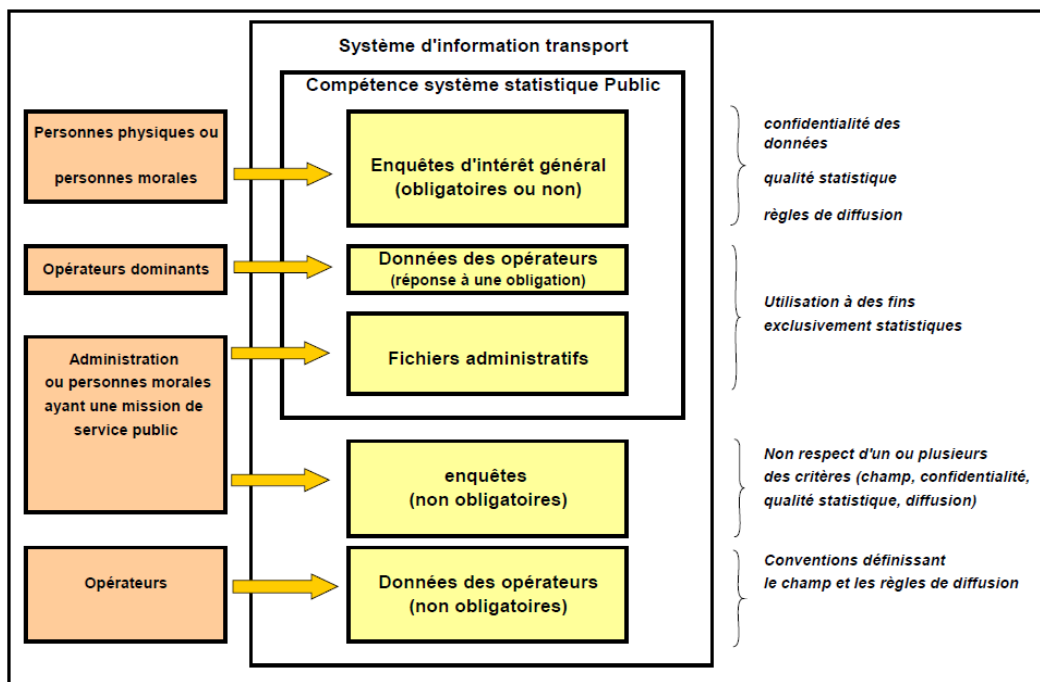 Système d'information transport
Compétence système statistique Public
Personnes physiques ou
personnes morales
Enquêtes d'intérêt général
(obligatoires ou non)
confidentialité des
données
qualité statistique
règles de diffusion
Opérateurs dominants
Données des opérateurs
(réponse à une obligation)
Utilisation à des fins
exclusivement statistiques
Administration
ou personnes morales
ayant une mission de
service public
Fichiers administratifs
enquêtes
(non obligatoires)
Non respect d'un ou plusieurs
des critères (champ, confidentialité,
qualité statistique, diffusion)
Opérateurs
Données des opérateurs
(non obligatoires)
Conventions définissant
le champ et les règles de diffusion